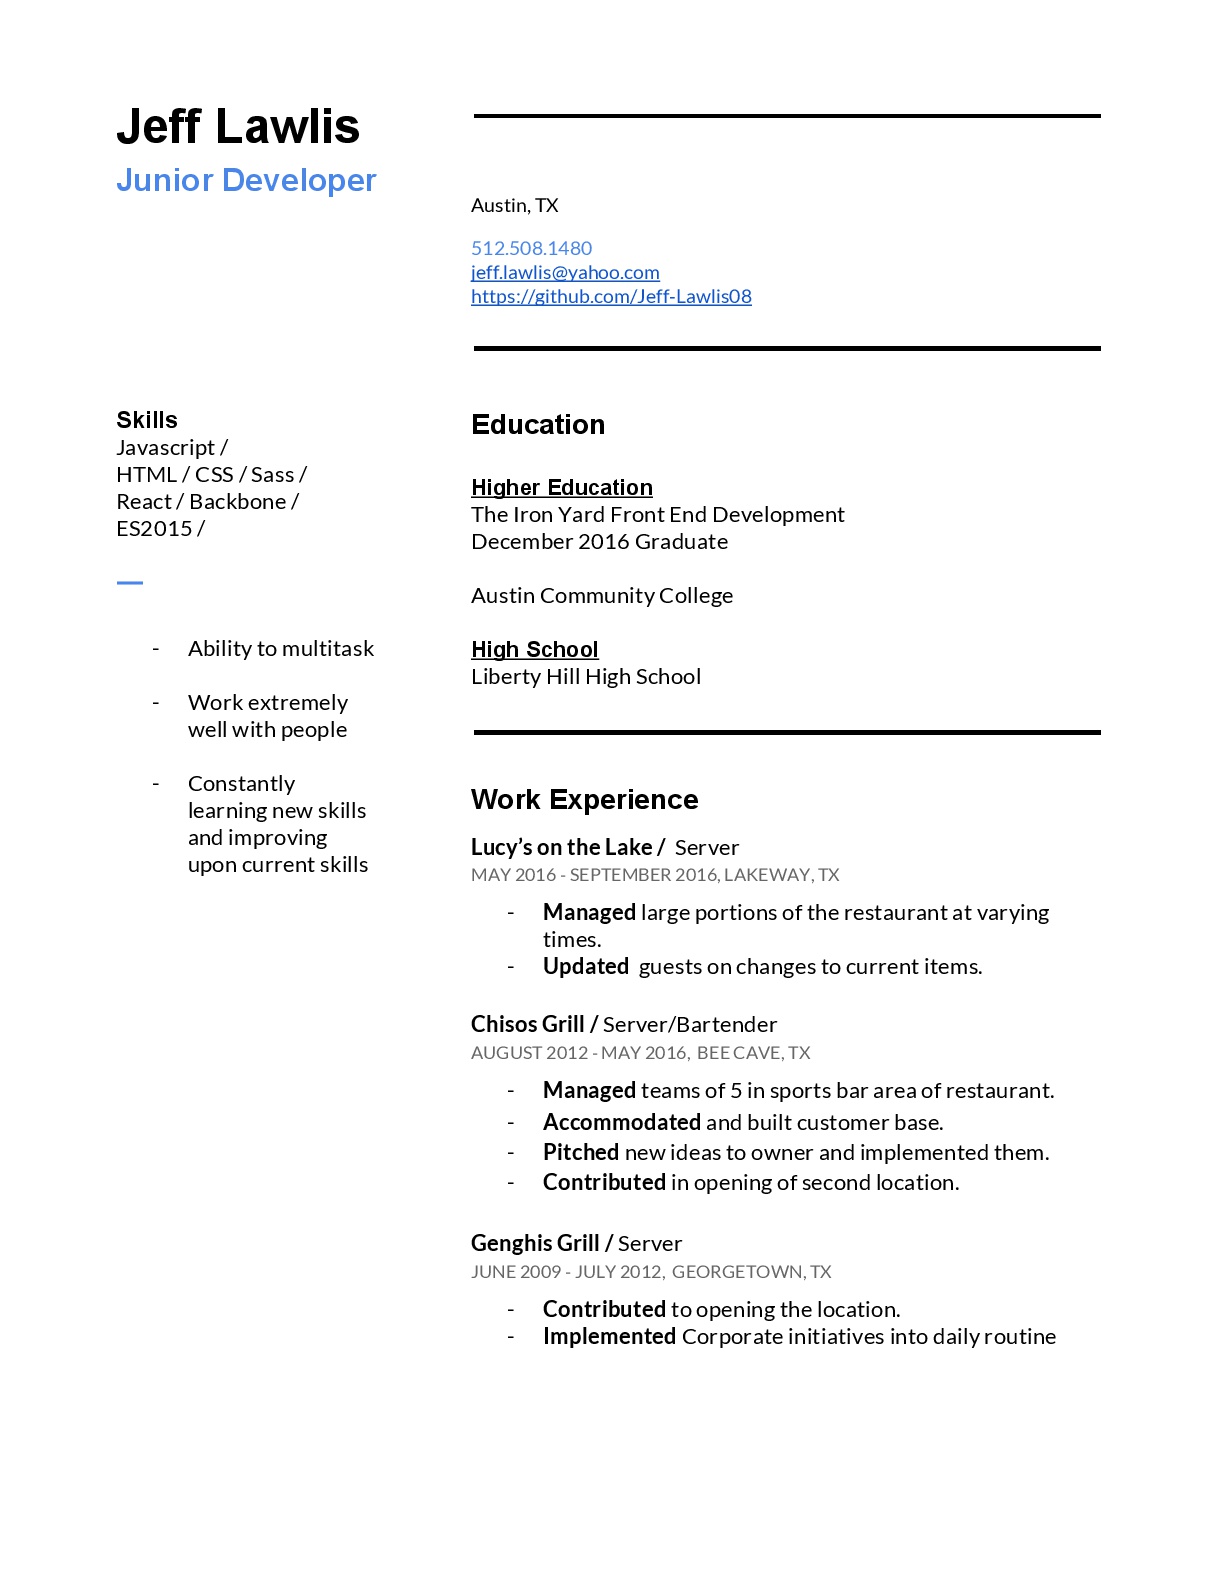 Jeff Lawlis
Junior Developer
Austin, TX
512.508.1480
jeff.lawlis@yahoo.com
https://github.com/Jeff-Lawlis08
Skills
Javascript /
HTML / CSS / Sass /
React / Backbone /
ES2015 /
- Ability to multitask
- Work extremely
well with people
- Constantly
learning new skills
and improving
upon current skills
Education
Higher Education
The Iron Yard Front End Development
December 2016 Graduate
Austin Community College
High School
Liberty Hill High School
Work Experience
Lucy’s on the Lake / Server
MAY 2016 - SEPTEMBER 2016, LAKEWAY, TX
- Managed large portions of the restaurant at varying
times.
- Updated guests on changes to current items.
Chisos Grill / Server/Bartender
AUGUST 2012 - MAY 2016, BEE CAVE, TX
- Managed teams of 5 in sports bar area of restaurant.
- Accommodated and built customer base.
- Pitched new ideas to owner and implemented them.
- Contributed in opening of second location.
Genghis Grill / Server
JUNE 2009 - JULY 2012, GEORGETOWN, TX
- Contributed to opening the location.
- Implemented Corporate initiatives into daily routine